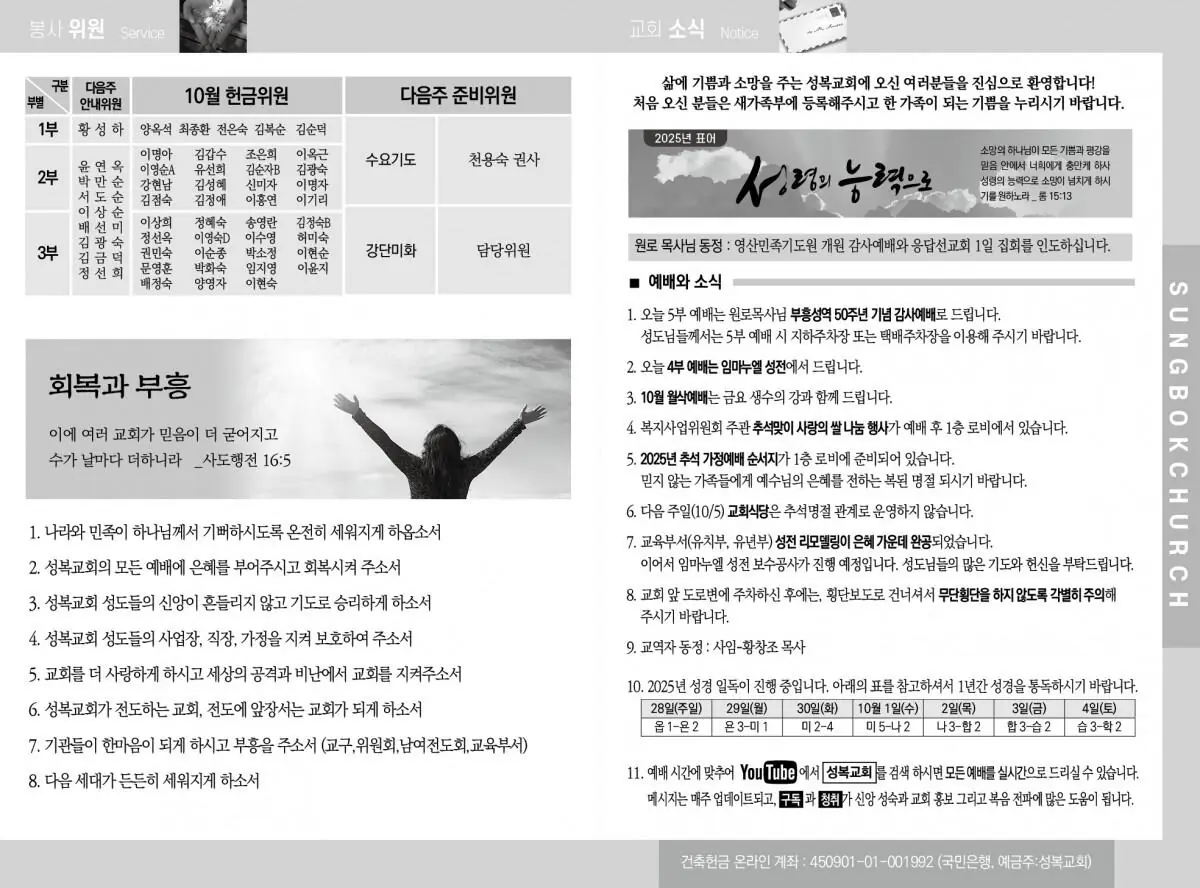 봉사 위원 Service
구분
부별
다음주
안내위원
10월 헌금위원
다음주 준비위원
1부
황 성 하
양옥석 최종환 전은숙 김복순 김순덕
2부
윤 연 옥
박 만 순
서 도 순
이 상 순
배 선 미
김 광 숙
김 금 덕
정 선 희
이명아 김갑수 조은희 이옥근
이영순A 유선희 김순자B 김광숙
강현남 김성혜 신미자 이명자
김점숙 김정애 이홍연 이기리
3부
이상희 정혜숙 송영란 김정숙B
정선옥 이영숙D 이수영 허미숙
권민숙 이순종 박소정 이현순
문영훈 박화숙 임지영 이윤지
배정숙 양영자 이현숙
수요기도
천용숙 권사
강단미화
담당위원
회복과 부흥
이에 여러 교회가 믿음이 더 굳어지고
수가 날마다 더하니라 _사도행전 16:5
1. 나라와 민족이 하나님께서 기뻐하시도록 온전히 세워지게 하옵소서
2. 성복교회의 모든 예배에 은혜를 부어주시고 회복시켜 주소서
3. 성복교회 성도들의 신앙이 흔들리지 않고 기도로 승리하게 하소서
4. 성복교회 성도들의 사업장, 직장, 가정을 지켜 보호하여 주소서
5. 교회를 더 사랑하게 하시고 세상의 공격과 비난에서 교회를 지켜주소서
6. 성복교회가 전도하는 교회, 전도에 앞장서는 교회가 되게 하소서
7. 기관들이 한마음이 되게 하시고 부흥을 주소서 (교구,위원회,남여전도회,교육부서)
8. 다음 세대가 든든히 세워지게 하소서
교회 소식 Notice
삶에 기쁨과 소망을 주는 성복교회에 오신 여러분들을 진심으로 환영합니다!
처음 오신 분들은 새가족부에 등록해주시고 한 가족이 되는 기쁨을 누리시기 바랍니다.
2025년 표어
성령의 능력으로
소망의 하나님이 모든 기쁨과 평강을
믿음 안에서 너희에게 충만케 하사
성령의 능력으로 소망이 넘치게 하시
기를 원하노라 _ 롬 15:13
원로 목사님 동정 : 영산민족기도원 개원 감사예배와 응답선교회 1일 집회를 인도하십니다.
■ 예배와 소식
1. 오늘 5부 예배는 원로목사님 부흥성역 50주년 기념 감사예배로 드립니다.
성도님들께서는 5부 예배 시 지하주차장 또는 택배주차장을 이용해 주시기 바랍니다.
2. 오늘 4부 예배는 임마누엘 성전에서 드립니다.
3. 10월 월삭예배는 금요 생수의 강과 함께 드립니다.
4. 복지사업위원회 주관 추석맞이 사랑의 쌀 나눔 행사가 예배 후 1층 로비에서 있습니다.
5. 2025년 추석 가정예배 순서지가 1층 로비에 준비되어 있습니다.
믿지 않는 가족들에게 예수님의 은혜를 전하는 복된 명절 되시기 바랍니다.
6. 다음 주일(10/5) 교회식당은 추석명절 관계로 운영하지 않습니다.
7. 교육부서(유치부, 유년부) 성전 리모델링이 은혜 가운데 완공되었습니다.
이어서 임마누엘 성전 보수공사가 진행 예정입니다. 성도님들의 많은 기도와 헌신을 부탁드립니다.
8. 교회 앞 도로변에 주차하신 후에는, 횡단보도로 건너셔서 무단횡단을 하지 않도록 각별히 주의해
주시기 바랍니다.
9. 교역자 동정 : 사임-황창조 목사
10. 2025년 성경 일독이 진행 중입니다. 아래의 표를 참고하셔서 1년간 성경을 통독하시기 바랍니다.
28일(주일) 29일(월) 30일(화) 10월 1일(수) 2일(목) 3일(금) 4일(토)
옵 1-욘 2 욘 3-미 1 미 2-4 미 5-나 2 나 3-합 2 합 3-습 2 습 3-학 2
11. 예배 시간에 맞추어 YouTube 에서 성복교회를 검색 하시면 모든 예배를 실시간으로 드리실 수 있습니다.
메시지는 매주 업데이트되고, 구독 과 청취가 신앙 성숙과 교회 홍보 그리고 복음 전파에 많은 도움이 됩니다.
SUNGBOKCHURCH
건축헌금 온라인 계좌 : 450901-01-001992 (국민은행, 예금주:성복교회)